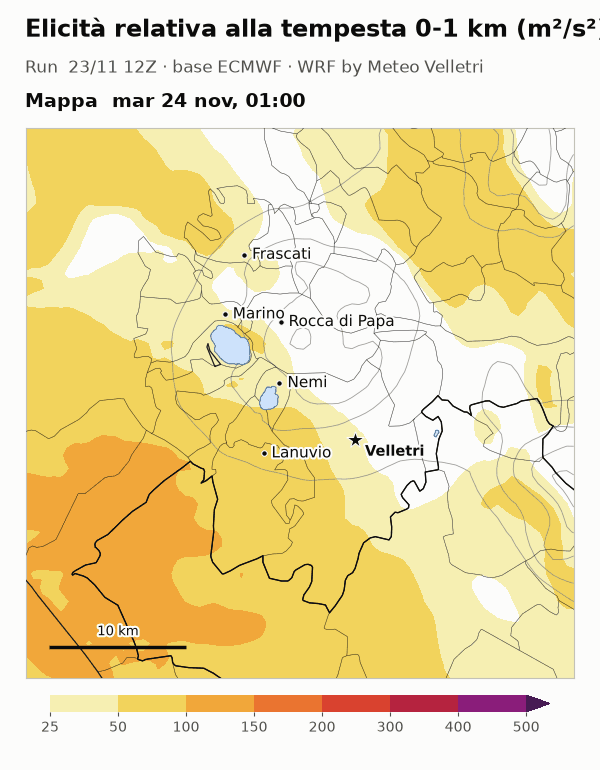 Elicità relativa alla tempesta 0-1 km (m²/s²)
Run 23/11 12Z · base ECMWF · WRF by Meteo Velletri
Mappa mar 24 nov, 01:00
Frascati
Marino
Rocca di Papa
Nemi
Velletri
Lanuvio
10 km
25 50 100 150 200 300 400 500